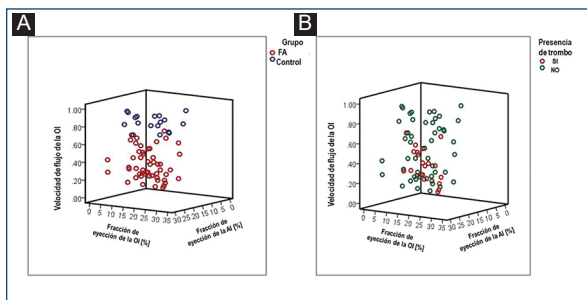 A
Grupo
FA
Control
Velocidad de flujo de la OI
1.00
.80
.60
.40
.20
.00
0 5 10 15 20 25 30 35
30 25 20 15 10 5 0
Fracción de
eyección de la OI [%]
Fracción de
eyección de la AI [%]
B
Presencia
de trombo
SI
NO
Velocidad de flujo de la OI
1.00
.80
.60
.40
.20
.00
0 5 10 15 20 25 30 35
30 25 20 15 10 5 0
Fracción de
eyección de la OI [%]
Fracción de
eyección de la AI [%]